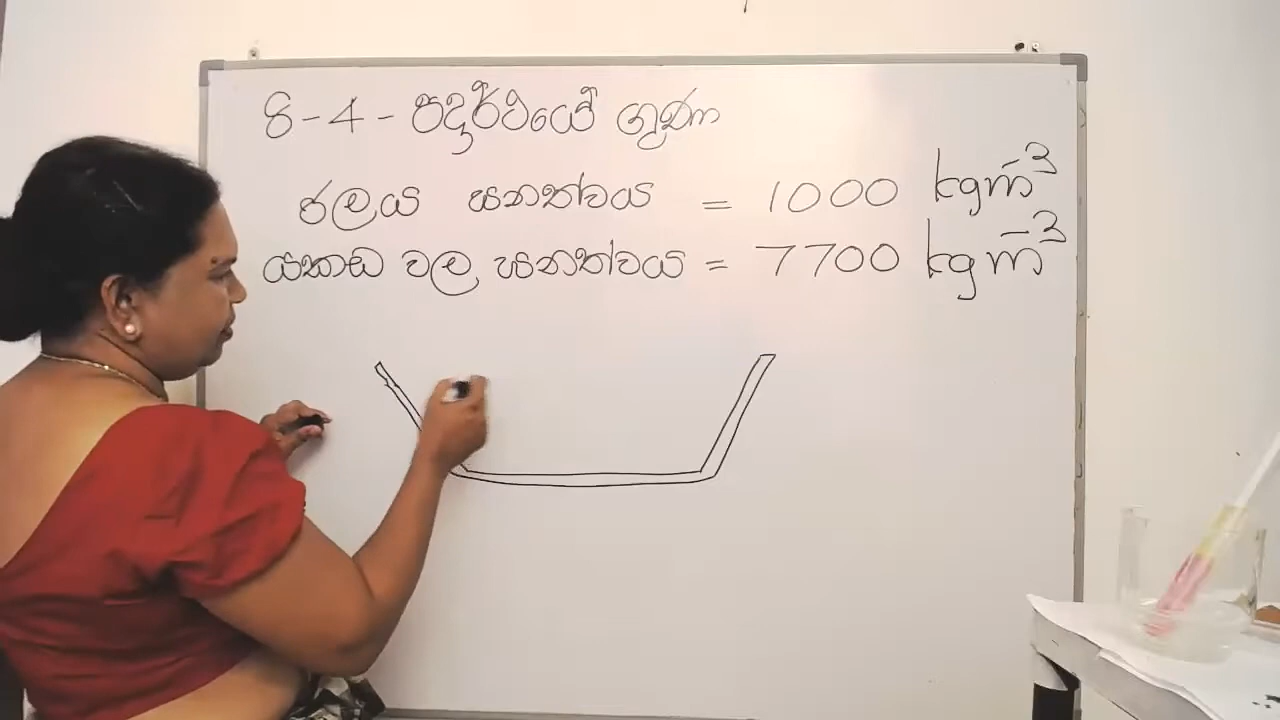 8-4- පදාර්ථයේ ගුණ
ජලය ඝනත්වය = 1000 kgm⁻³
යකඩ වල ඝනත්වය = 7700 kgm⁻³